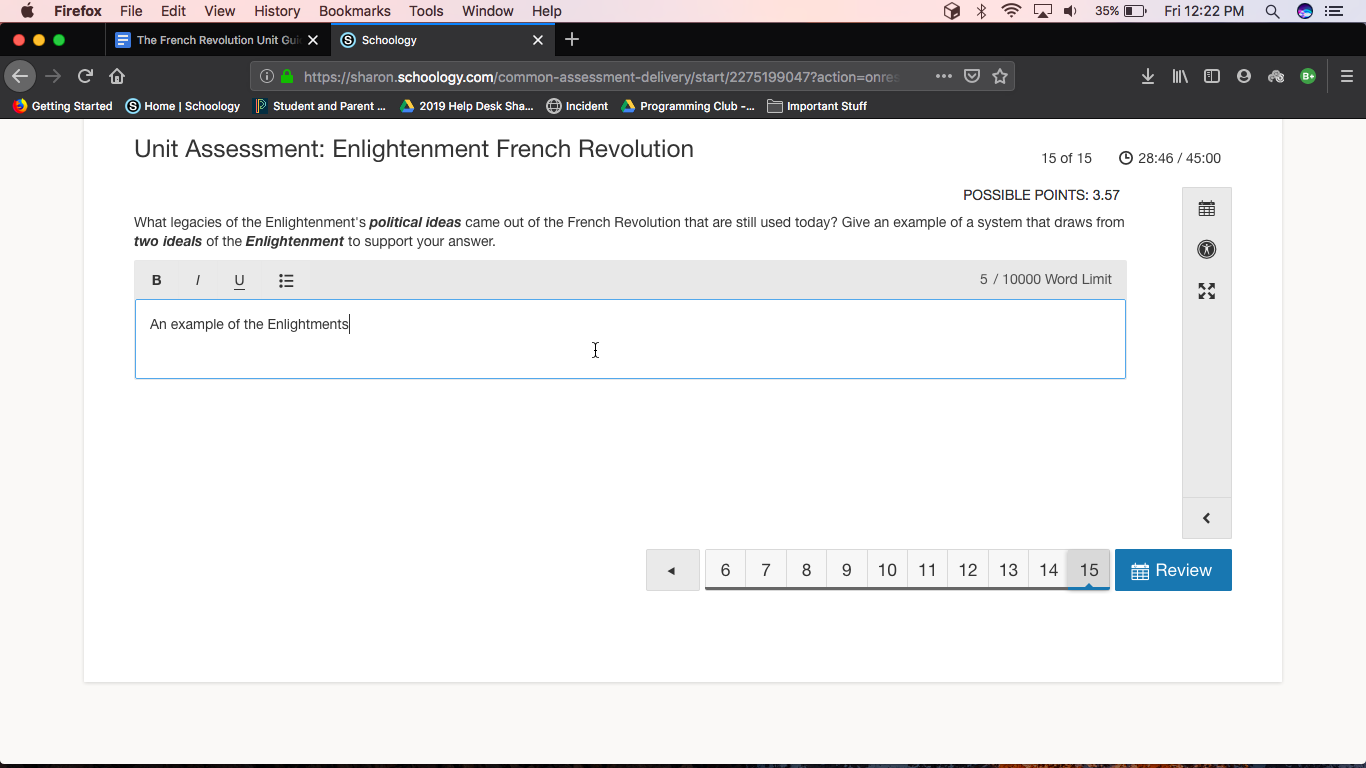 Firefox File Edit View History Bookmarks Tools Window Help 35% Fri 12:22 PM
The French Revolution Unit Gui Schoology
https://sharon.schoology.com/common-assessment-delivery/start/2275199047?action=onres
Getting Started Home | Schoology Student and Parent ... 2019 Help Desk Sha... Incident Programming Club -... Important Stuff
Unit Assessment: Enlightenment French Revolution
15 of 15 28:46 / 45:00
POSSIBLE POINTS: 3.57
What legacies of the Enlightenment's political ideas came out of the French Revolution that are still used today? Give an example of a system that draws from
two ideals of the Enlightenment to support your answer.
B I U 5 / 10000 Word Limit
An example of the Enlightments
6 7 8 9 10 11 12 13 14 15 Review